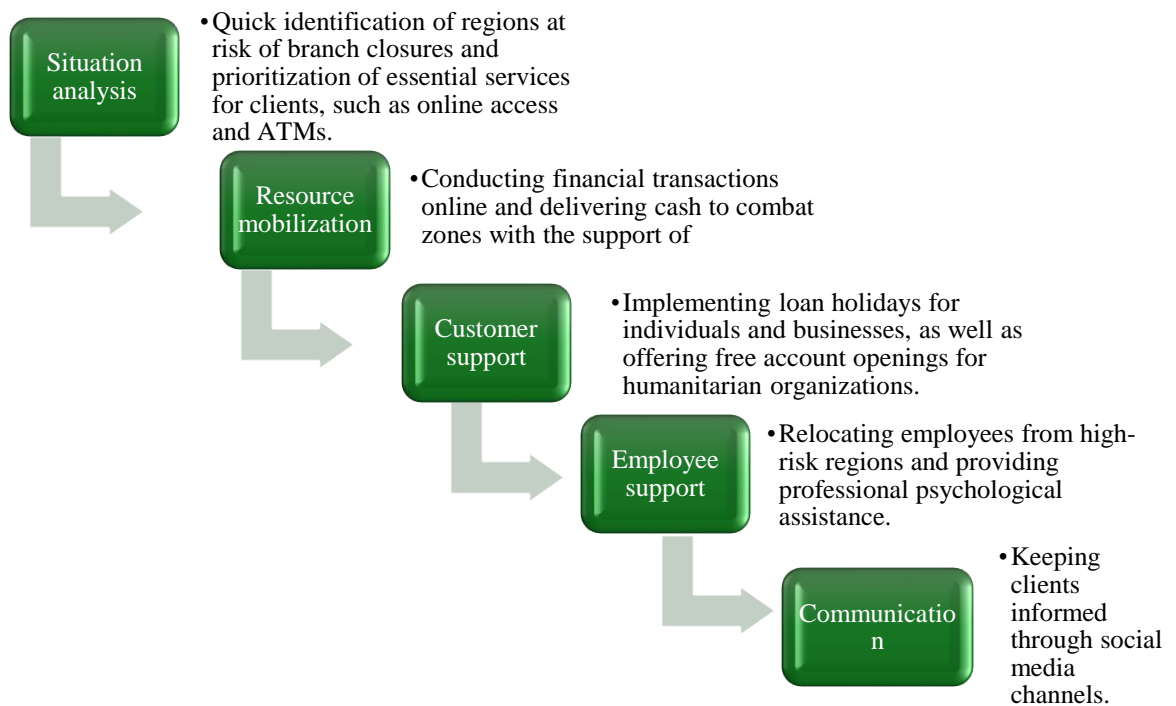 Situation
analysis
•Quick identification of regions at
risk of branch closures and
prioritization of essential services
for clients, such as online access
and ATMs.
Resource
mobilization
•Conducting financial transactions
online and delivering cash to combat
zones with the support of
Customer
support
•Implementing loan holidays for
individuals and businesses, as well as
offering free account openings for
humanitarian organizations.
Employee
support
•Relocating employees from high-
risk regions and providing
professional psychological
assistance.
Communicatio
n
•Keeping
clients
informed
through social
media
channels.